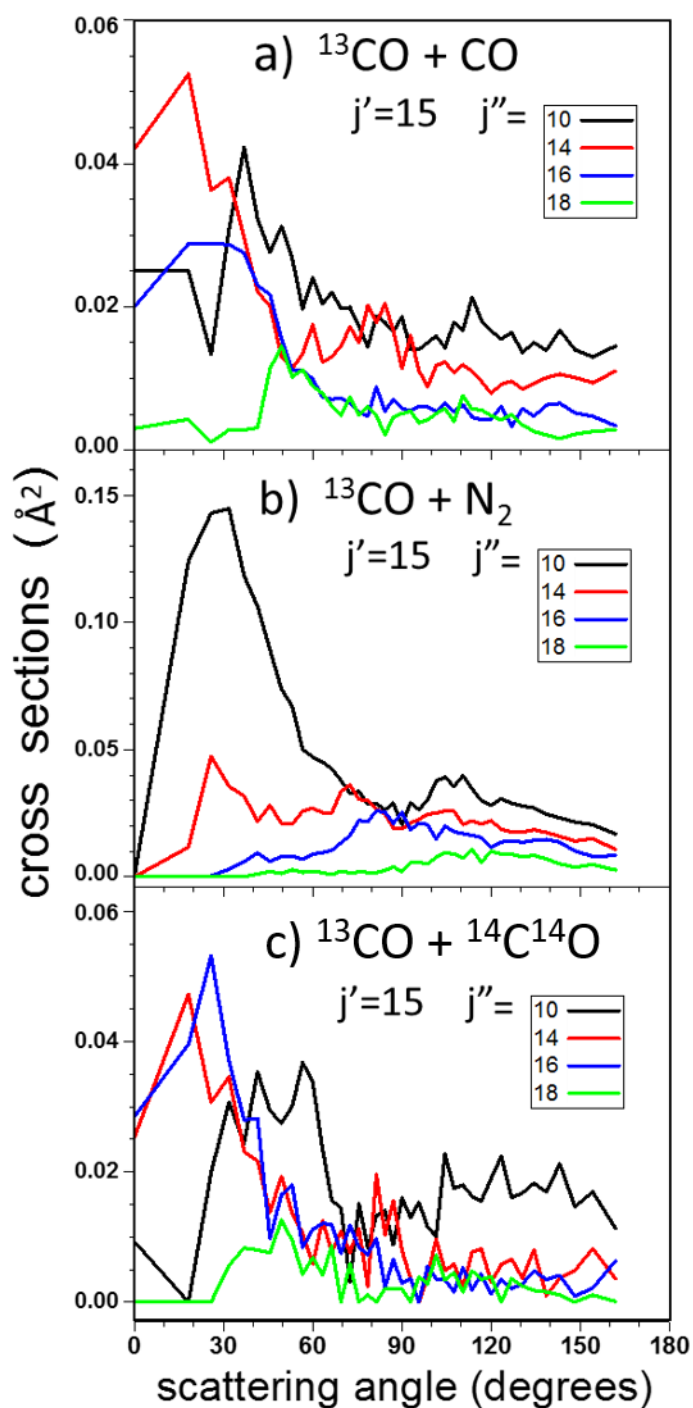 0.06
a) ¹³CO + CO
j'=15 j"=
10
14
16
18
0.04
0.02
0.00
0.15
b) ¹³CO + N₂
j'=15 j"=
10
14
16
18
0.10
0.05
0.00
cross sections (Å²)
0.06
c) ¹³CO + ¹⁴C¹⁴O
j'=15 j"=
10
14
16
18
0.04
0.02
0.00
0 30 60 90 120 150 180
scattering angle (degrees)